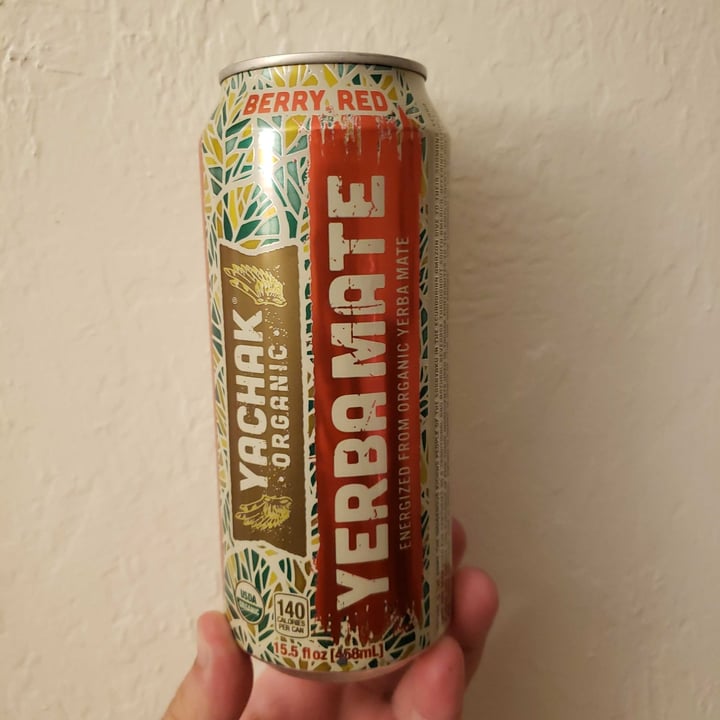 BERRY RED
YACHAK®
• ORGANIC •
YERBA MATE
ENERGIZED FROM ORGANIC YERBA MATE
USDA
ORGANIC
140
CALORIES
PER CAN
15.5 fl oz [458mL]